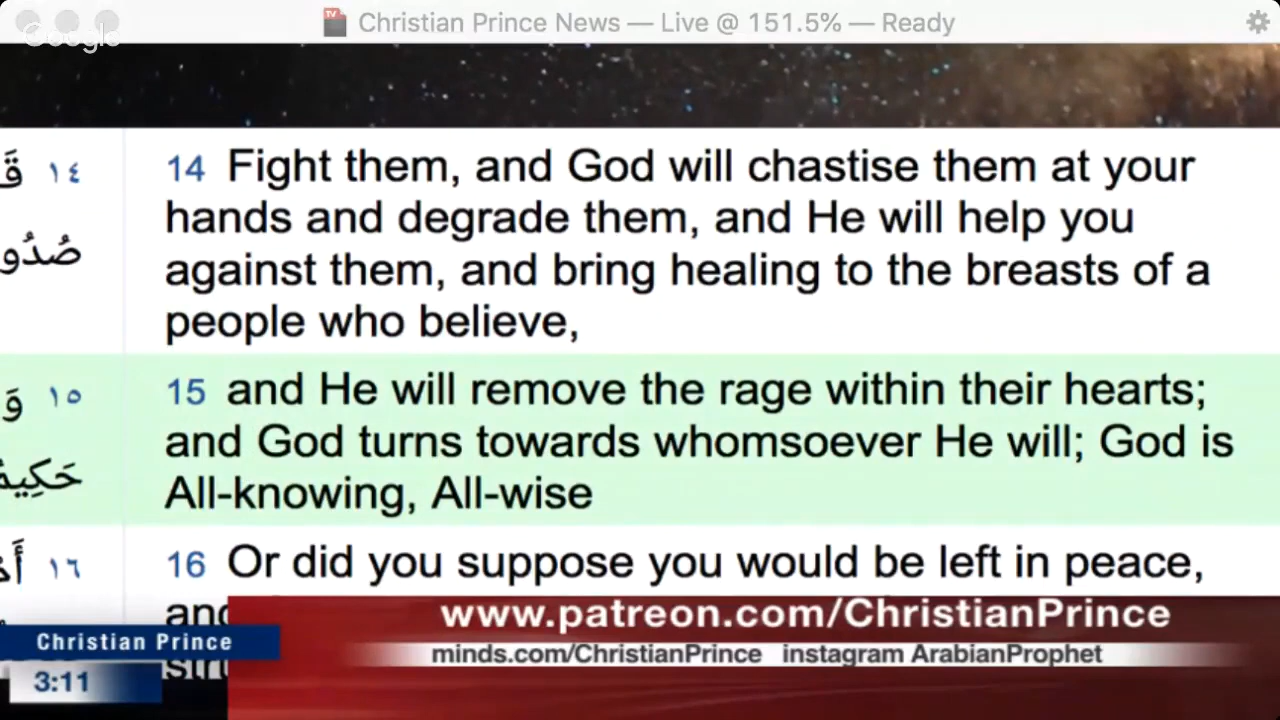 Christian Prince News — Live @ 151.5% — Ready
Google
14 Fight them, and God will chastise them at your
hands and degrade them, and He will help you
against them, and bring healing to the breasts of a
people who believe,
١٤
15 and He will remove the rage within their hearts;
and God turns towards whomsoever He will; God is
All-knowing, All-wise
١٥
16 Or did you suppose you would be left in peace,
and
١٦
www.patreon.com/ChristianPrince
minds.com/ChristianPrince instagram ArabianProphet
Christian Prince
3:11